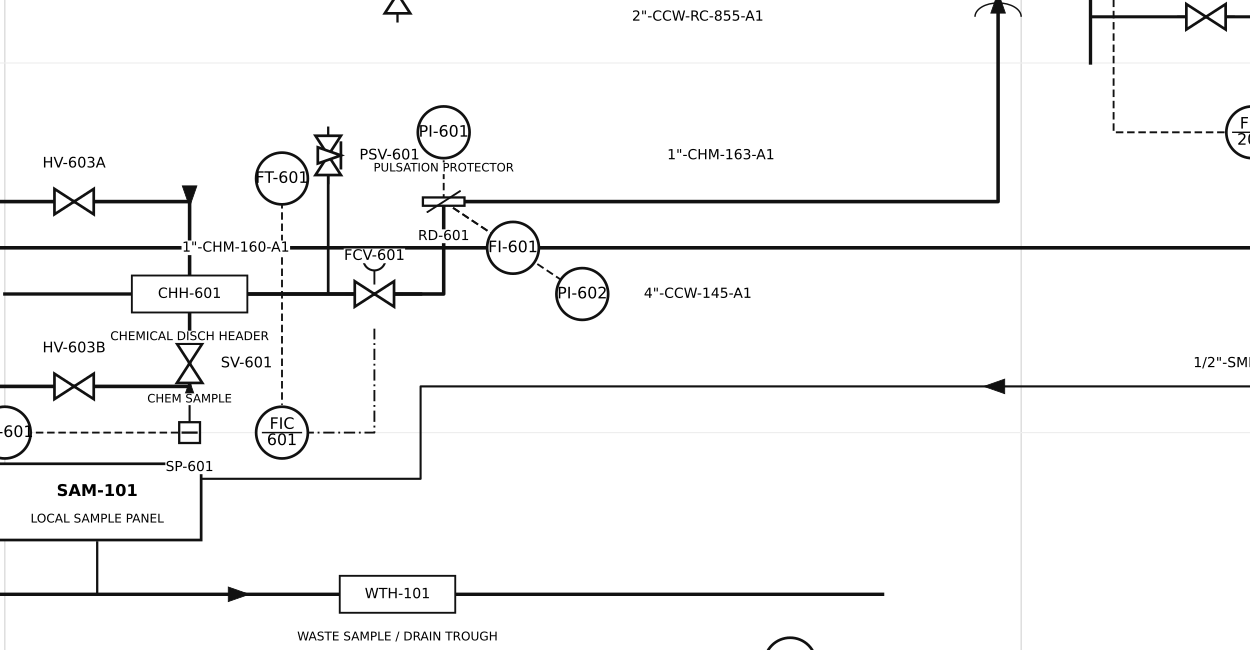 2"-CCW-RC-855-A1
PI-601
PSV-601
PULSATION PROTECTOR
1"-CHM-163-A1
HV-603A
FT-601
RD-601
1"-CHM-160-A1
FCV-601
FI-601
CHH-601
PI-602
4"-CCW-145-A1
CHEMICAL DISCH HEADER
HV-603B
SV-601
CHEM SAMPLE
FIC
601
-601
SP-601
SAM-101
LOCAL SAMPLE PANEL
WTH-101
WASTE SAMPLE / DRAIN TROUGH